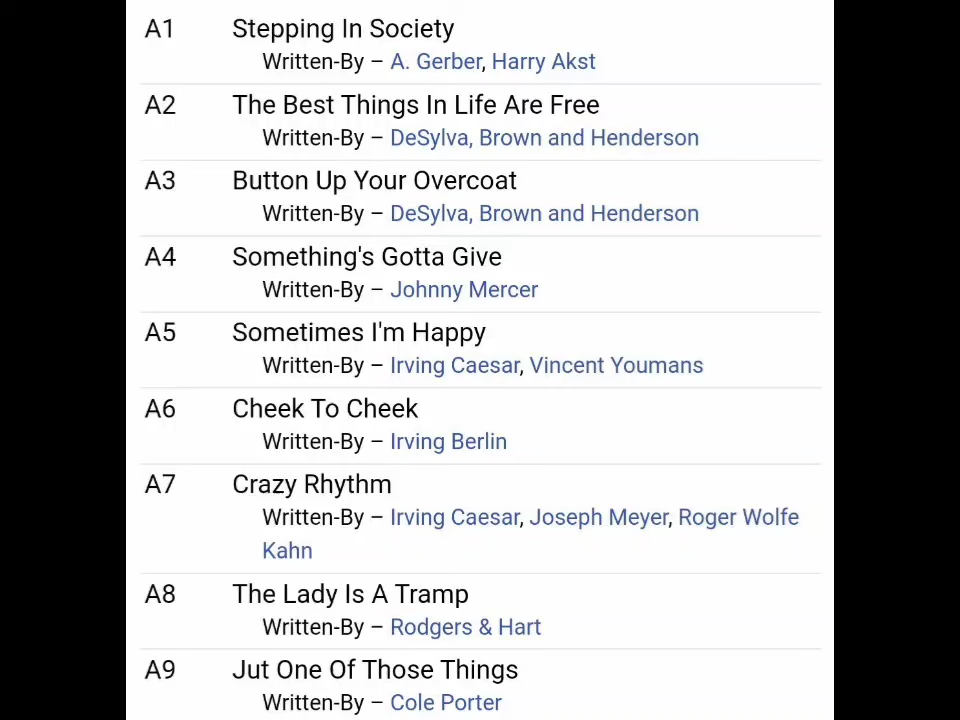 A1 Stepping In Society
Written-By – A. Gerber, Harry Akst
A2 The Best Things In Life Are Free
Written-By – DeSylva, Brown and Henderson
A3 Button Up Your Overcoat
Written-By – DeSylva, Brown and Henderson
A4 Something's Gotta Give
Written-By – Johnny Mercer
A5 Sometimes I'm Happy
Written-By – Irving Caesar, Vincent Youmans
A6 Cheek To Cheek
Written-By – Irving Berlin
A7 Crazy Rhythm
Written-By – Irving Caesar, Joseph Meyer, Roger Wolfe
Kahn
A8 The Lady Is A Tramp
Written-By – Rodgers & Hart
A9 Jut One Of Those Things
Written-By – Cole Porter